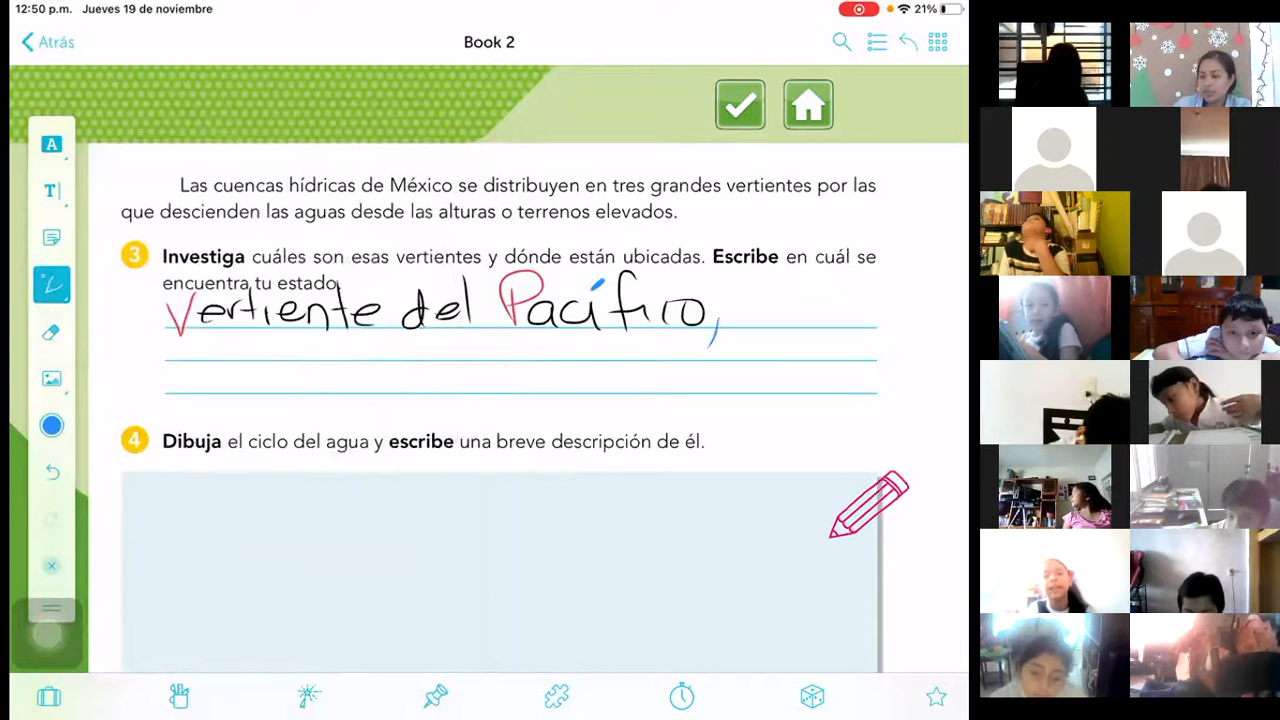 12:50 p.m. Jueves 19 de noviembre
21%
Atrás
Book 2
Las cuencas hídricas de México se distribuyen en tres grandes vertientes por las
que descienden las aguas desde las alturas o terrenos elevados.
3 Investiga cuáles son esas vertientes y dónde están ubicadas. Escribe en cuál se
encuentra tu estado.
Vertiente del Pacífico,
4 Dibuja el ciclo del agua y escribe una breve descripción de él.